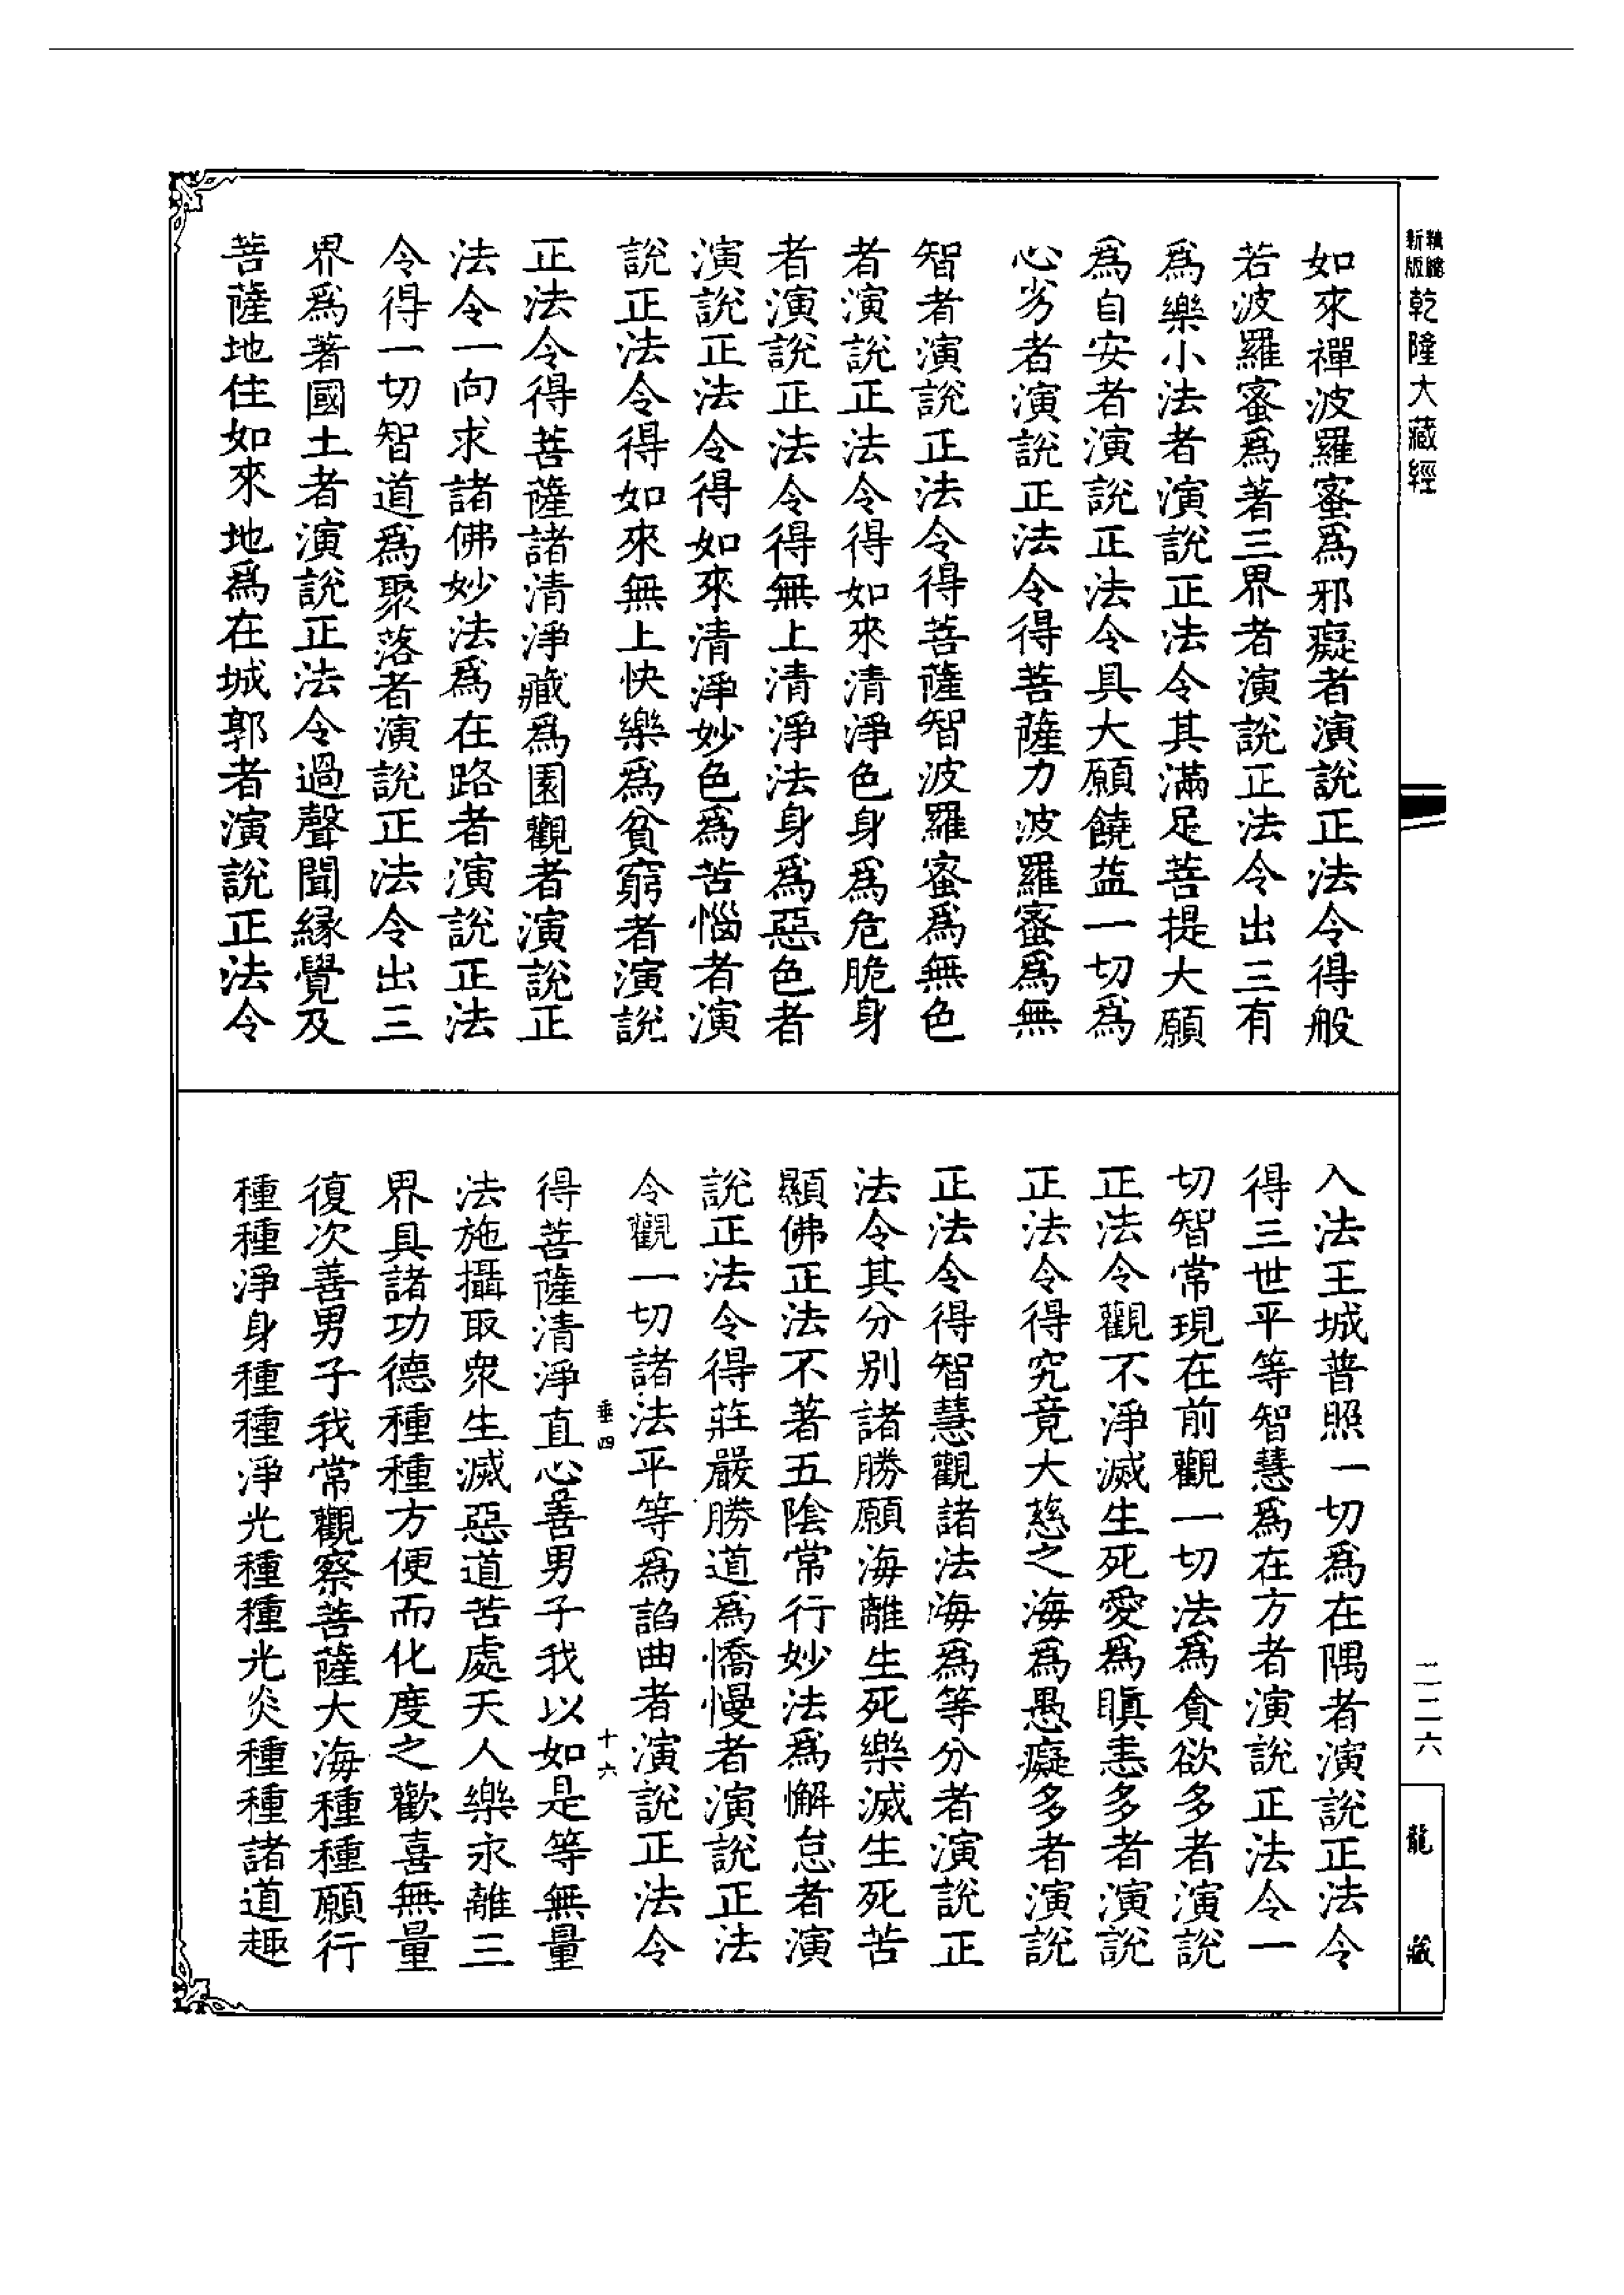 新版
乾隆大藏經
如來禪波羅蜜爲邪癡者演說正法令得般
若波羅蜜爲著三界者演說正法令出三有
爲樂小法者演說正法令其滿足菩提大願
爲自安者演說正法令具大願饒益一切爲
心劣者演說正法令得菩薩力波羅蜜爲無
智者演說正法令得菩薩智波羅蜜爲無色
者演說正法令得如來清淨色身爲危脆身
者演說正法令得無上清淨法身爲惡色者
演說正法令得如來清淨妙色爲苦惱者演
說正法令得如來無上快樂爲貧窮者演說
正法令得菩薩諸清淨藏爲園觀者演說正
法令一向求諸佛妙法爲在路者演說正法
令得一切智道爲聚落者演說正法令出三
界爲著國土者演說正法令過聲聞緣覺及
菩薩地住如來地爲在城郭者演說正法令
入法王城普照一切爲在隅者演說正法令
得三世平等智慧爲在方者演說正法令一
切智常現在前觀一切法爲貪欲多者演說
正法令觀不淨滅生死愛爲瞋恚多者演說
正法令得究竟大慈之海爲愚癡多者演說
正法令得智慧觀諸法海爲等分者演說正
法令其分別諸勝願海離生死樂滅生死苦
顯佛正法不著五陰常行妙法爲懈怠者演
說正法令得莊嚴勝道爲憍慢者演說正法
令觀一切諸法平等爲諂曲者演說正法令
垂四
十六
得菩薩清淨直心善男子我以如是等無量
法施攝取衆生滅惡道苦處天人樂永離三
界具諸功德種種方便而化度之歡喜無量
復次善男子我常觀察菩薩大海種種願行
種種淨身種種淨光種種光炎種種諸道趣
二二六
龍藏